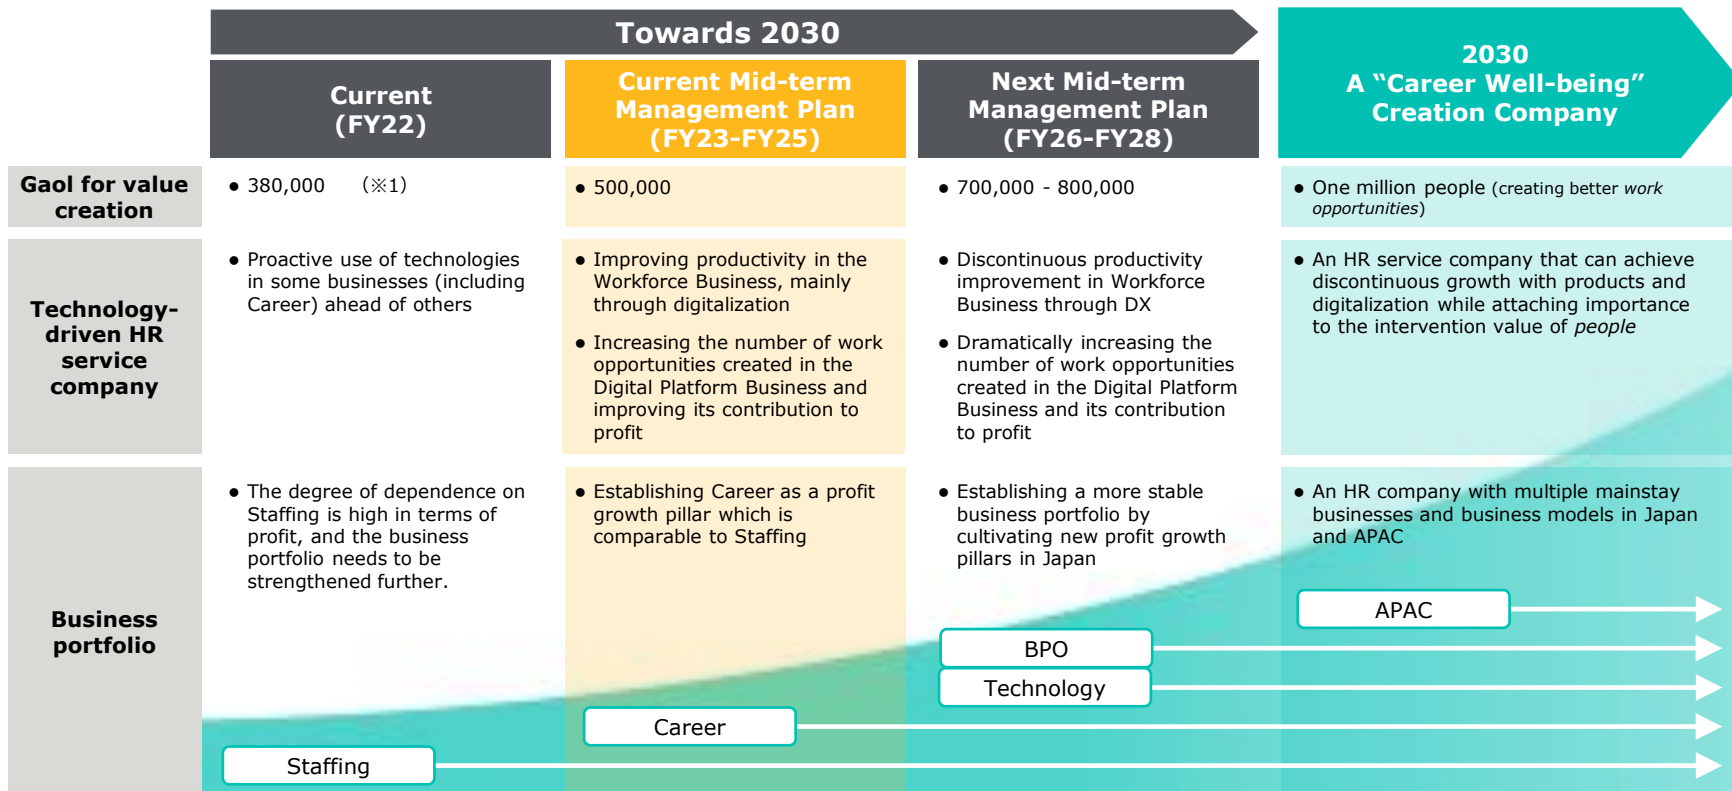 Towards 2030
Current
(FY22)
Current Mid-term
Management Plan
(FY23-FY25)
Next Mid-term
Management Plan
(FY26-FY28)
2030
A “Career Well-being”
Creation Company
Gaol for value
creation
● 380,000 (※1)
● 500,000
● 700,000 - 800,000
● One million people (creating better work
opportunities)
Technology-
driven HR
service
company
● Proactive use of technologies
in some businesses (including
Career) ahead of others
● Improving productivity in the
Workforce Business, mainly
through digitalization
● Increasing the number of work
opportunities created in the
Digital Platform Business and
improving its contribution to
profit
● Discontinuous productivity
improvement in Workforce
Business through DX
● Dramatically increasing the
number of work opportunities
created in the Digital Platform
Business and its contribution
to profit
● An HR service company that can achieve
discontinuous growth with products and
digitalization while attaching importance
to the intervention value of people
Business
portfolio
● The degree of dependence on
Staffing is high in terms of
profit, and the business
portfolio needs to be
strengthened further.
● Establishing Career as a profit
growth pillar which is
comparable to Staffing
● Establishing a more stable
business portfolio by
cultivating new profit growth
pillars in Japan
● An HR company with multiple mainstay
businesses and business models in Japan
and APAC
APAC
BPO
Technology
Career
Staffing